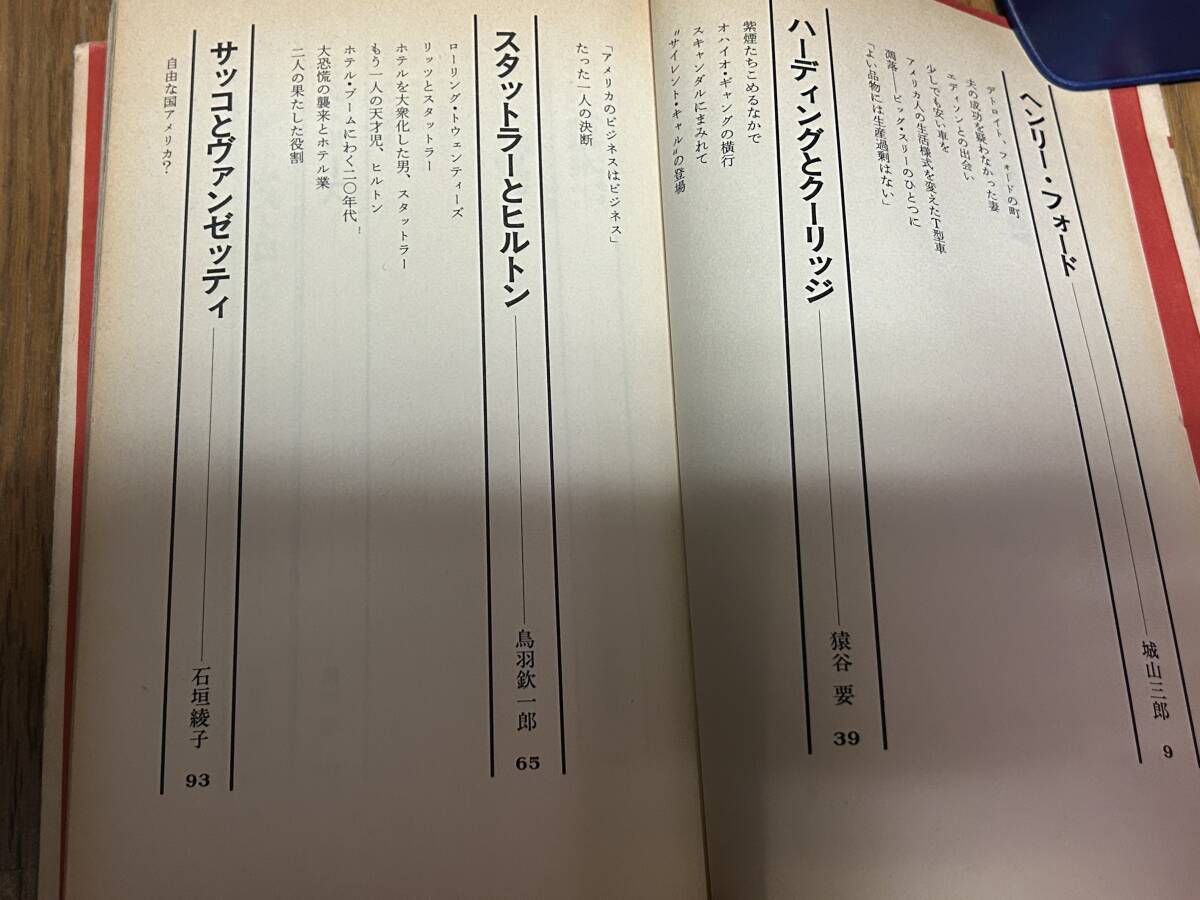 ヘンリー・フォード――城山三郎 9
デトロイト、フォードの町
夫の成功を疑わなかった妻
エディソンとの出会い
少しでも安い車を
アメリカ人の生活様式を変えたT型車
凋落――ビッグ・スリーのひとつに
「よい品物には生産過剰はない」
ハーディングとクーリッジ――猿谷 要 39
紫煙たちこめるなかで
オハイオ・ギャングの横行
スキャンダルにまみれて
〝サイレント・キャル〟の登場
「アメリカのビジネスはビジネス」
たった一人の決断
スタットラーとヒルトン――鳥羽欽一郎 65
ローリング・トウェンティーズ
リッツとスタットラー
ホテルを大衆化した男、スタットラー
もう一人の天才児、ヒルトン
ホテル・ブームにわく二〇年代！
大恐慌の襲来とホテル業
二人の果たした役割
サッコとヴァンゼッティ――石垣綾子 93
自由な国アメリカ？